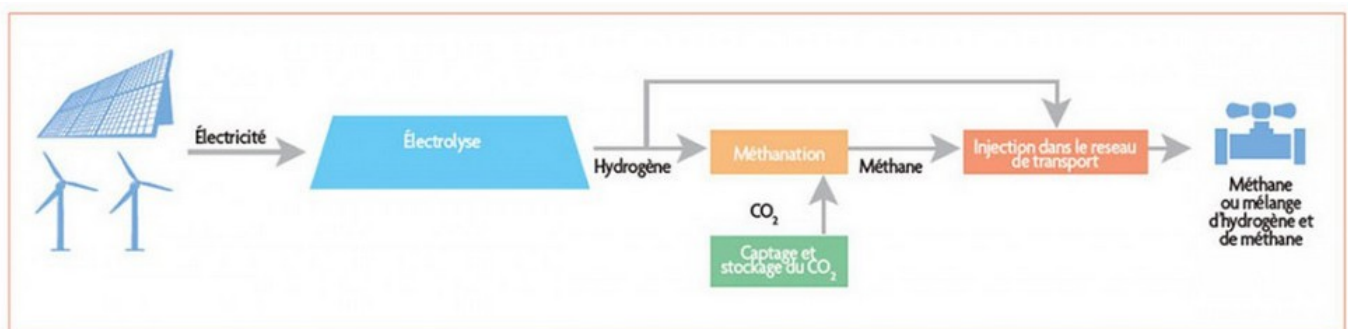 Électricité
Électrolyse
Hydrogène
Méthanation
Méthane
Injection dans le reseau
de transport
CO₂
Captage et
stockage du CO₂
Méthane
ou mélange
d'hydrogène et
de méthane